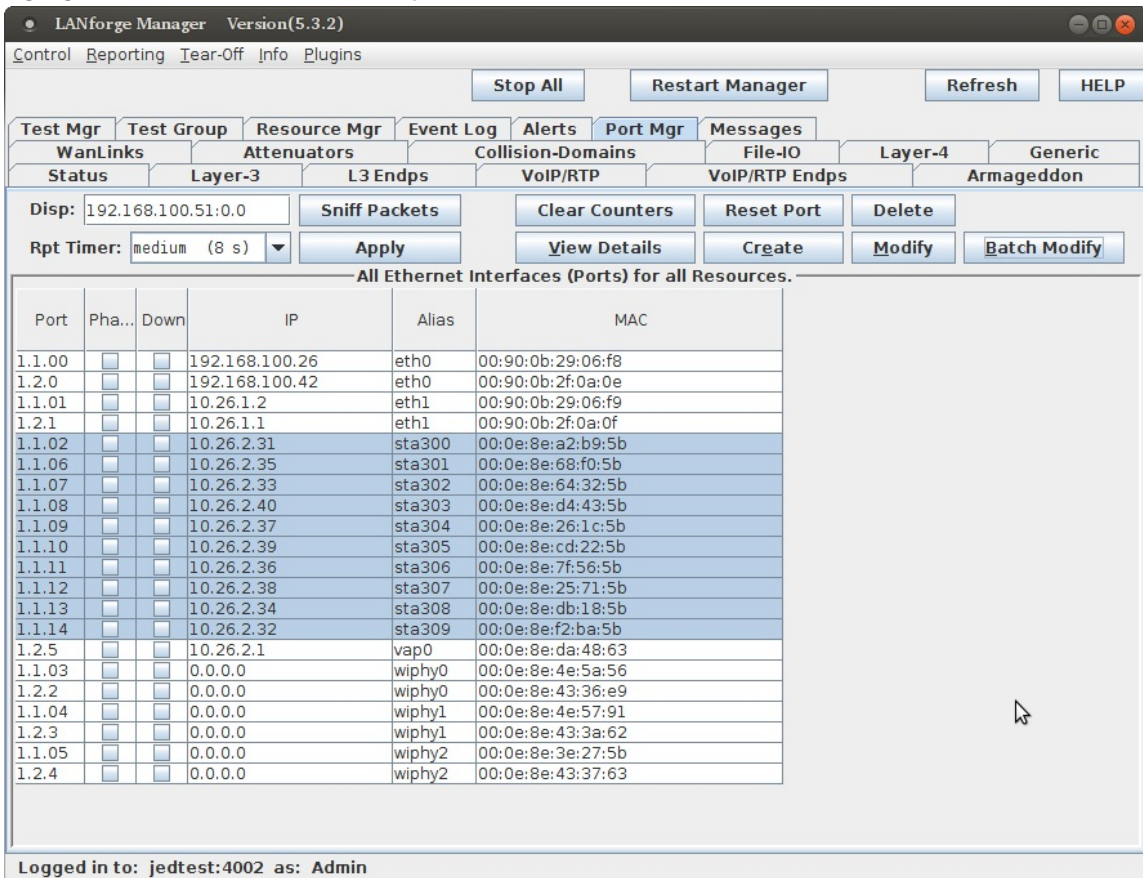 LANforge Manager Version(5.3.2)
Control Reporting Tear-Off Info Plugins
Stop All Restart Manager Refresh HELP
Test Mgr Test Group Resource Mgr Event Log Alerts Port Mgr Messages
WanLinks Attenuators Collision-Domains File-IO Layer-4 Generic
Status Layer-3 L3 Endps VoIP/RTP VoIP/RTP Endps Armageddon
Disp: 192.168.100.51:0.0 Sniff Packets Clear Counters Reset Port Delete
Rpt Timer: medium (8 s) Apply View Details Create Modify Batch Modify
All Ethernet Interfaces (Ports) for all Resources.
Port Pha... Down IP Alias MAC
1.1.00 192.168.100.26 eth0 00:90:0b:29:06:f8
1.2.0 192.168.100.42 eth0 00:90:0b:2f:0a:0e
1.1.01 10.26.1.2 eth1 00:90:0b:29:06:f9
1.2.1 10.26.1.1 eth1 00:90:0b:2f:0a:0f
1.1.02 10.26.2.31 sta300 00:0e:8e:a2:b9:5b
1.1.06 10.26.2.35 sta301 00:0e:8e:68:f0:5b
1.1.07 10.26.2.33 sta302 00:0e:8e:64:32:5b
1.1.08 10.26.2.40 sta303 00:0e:8e:d4:43:5b
1.1.09 10.26.2.37 sta304 00:0e:8e:26:1c:5b
1.1.10 10.26.2.39 sta305 00:0e:8e:cd:22:5b
1.1.11 10.26.2.36 sta306 00:0e:8e:7f:56:5b
1.1.12 10.26.2.38 sta307 00:0e:8e:25:71:5b
1.1.13 10.26.2.34 sta308 00:0e:8e:db:18:5b
1.1.14 10.26.2.32 sta309 00:0e:8e:f2:ba:5b
1.2.5 10.26.2.1 vap0 00:0e:8e:da:48:63
1.1.03 0.0.0.0 wiphy0 00:0e:8e:4e:5a:56
1.2.2 0.0.0.0 wiphy0 00:0e:8e:43:36:e9
1.1.04 0.0.0.0 wiphy1 00:0e:8e:4e:57:91
1.2.3 0.0.0.0 wiphy1 00:0e:8e:43:3a:62
1.1.05 0.0.0.0 wiphy2 00:0e:8e:3e:27:5b
1.2.4 0.0.0.0 wiphy2 00:0e:8e:43:37:63
Logged in to: jedtest:4002 as: Admin